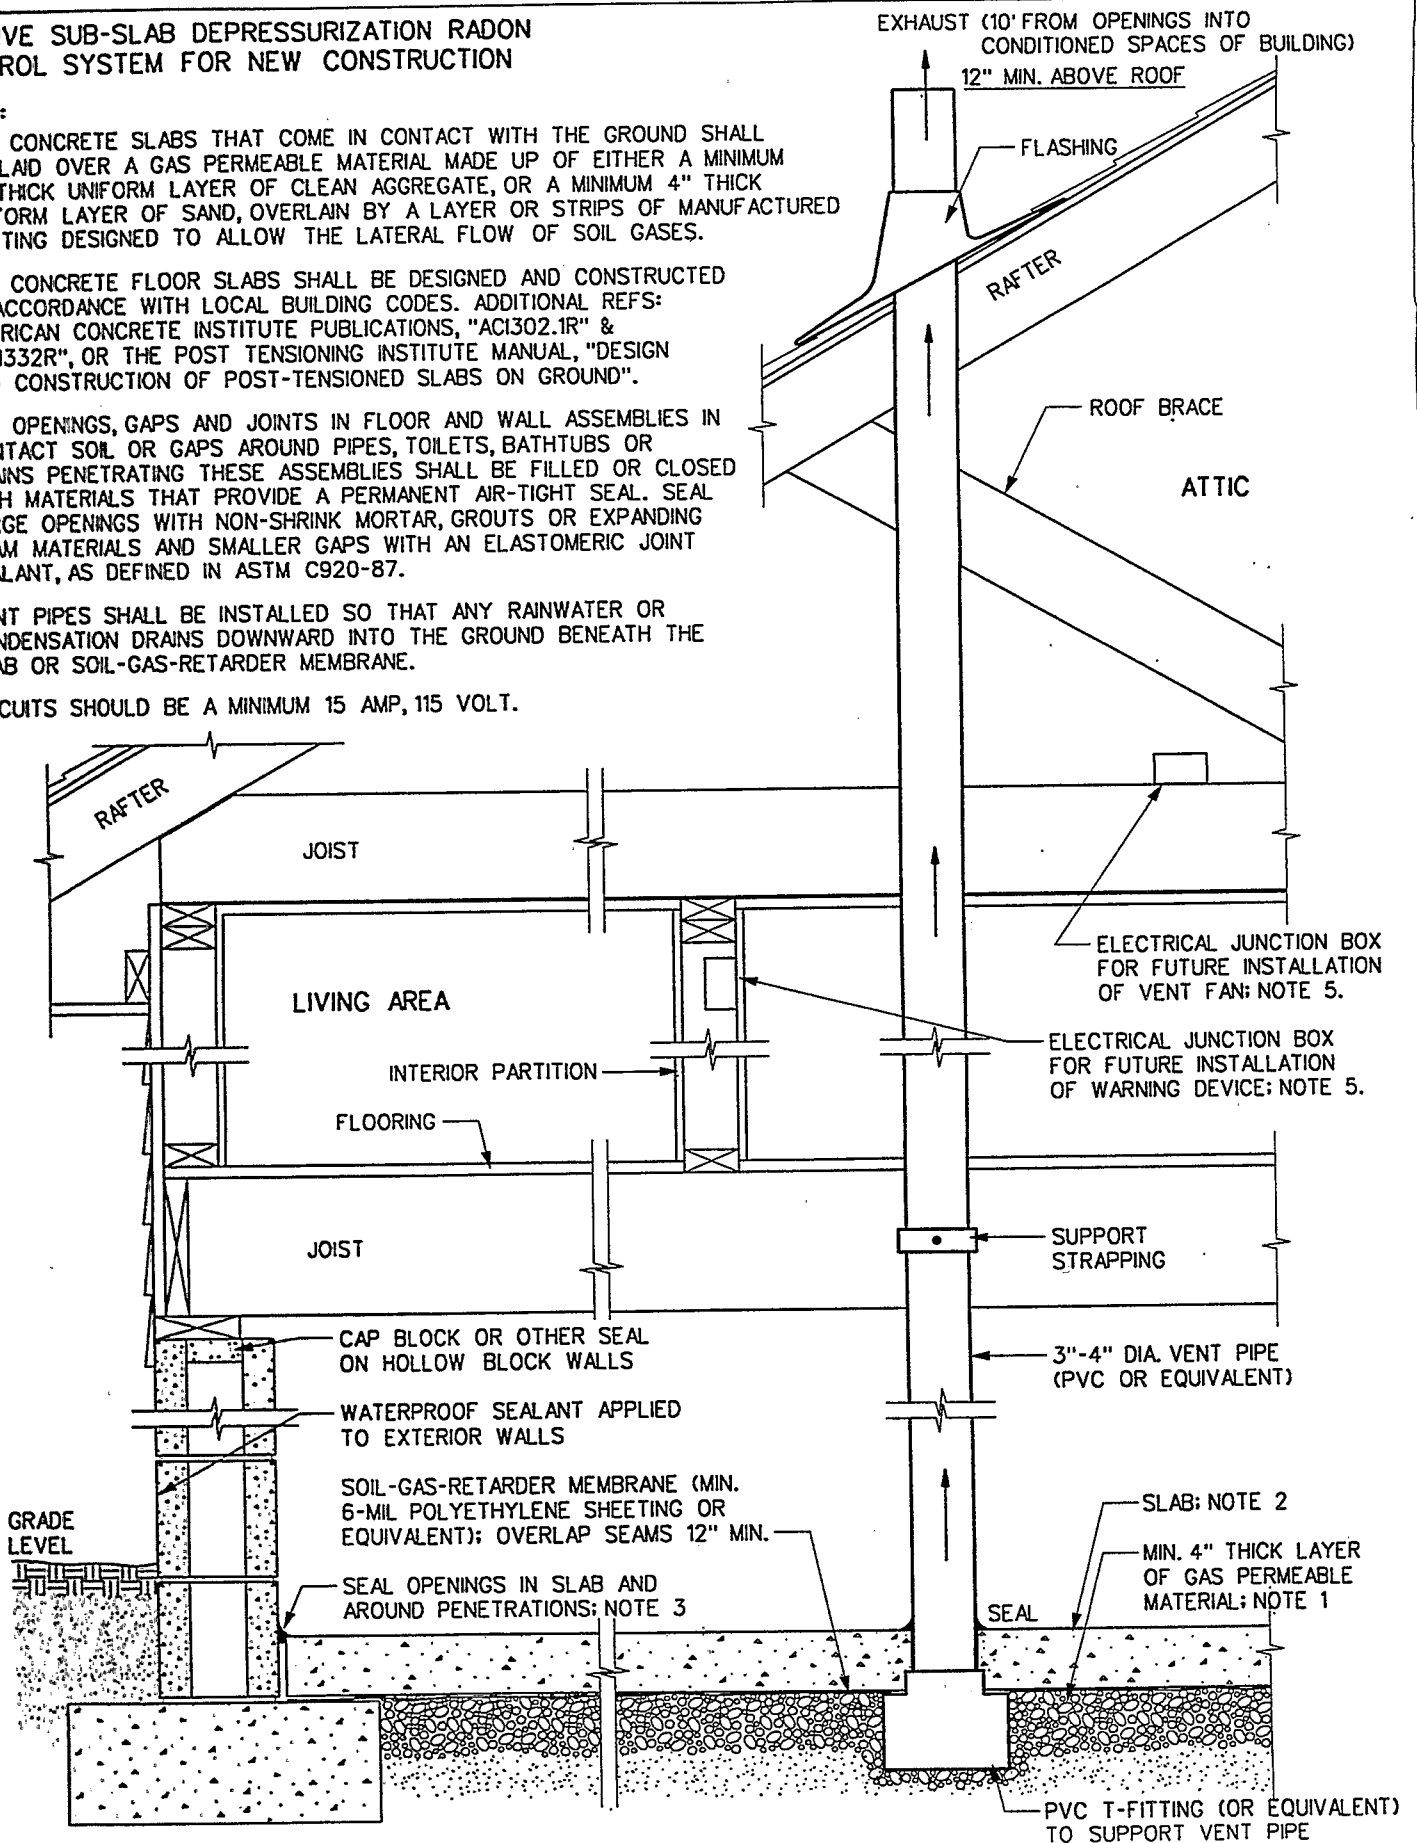 VE SUB-SLAB DEPRESSURIZATION RADON
ROL SYSTEM FOR NEW CONSTRUCTION
:
CONCRETE SLABS THAT COME IN CONTACT WITH THE GROUND SHALL
LAID OVER A GAS PERMEABLE MATERIAL MADE UP OF EITHER A MINIMUM
THICK UNIFORM LAYER OF CLEAN AGGREGATE, OR A MINIMUM 4" THICK
FORM LAYER OF SAND, OVERLAIN BY A LAYER OR STRIPS OF MANUFACTURED
TING DESIGNED TO ALLOW THE LATERAL FLOW OF SOIL GASES.
CONCRETE FLOOR SLABS SHALL BE DESIGNED AND CONSTRUCTED
ACCORDANCE WITH LOCAL BUILDING CODES. ADDITIONAL REFS:
RICAN CONCRETE INSTITUTE PUBLICATIONS, "ACI302.1R" &
I332R", OR THE POST TENSIONING INSTITUTE MANUAL, "DESIGN
CONSTRUCTION OF POST-TENSIONED SLABS ON GROUND".
OPENINGS, GAPS AND JOINTS IN FLOOR AND WALL ASSEMBLIES IN
NTACT SOIL OR GAPS AROUND PIPES, TOILETS, BATHTUBS OR
INS PENETRATING THESE ASSEMBLIES SHALL BE FILLED OR CLOSED
H MATERIALS THAT PROVIDE A PERMANENT AIR-TIGHT SEAL. SEAL
GE OPENINGS WITH NON-SHRINK MORTAR, GROUTS OR EXPANDING
AM MATERIALS AND SMALLER GAPS WITH AN ELASTOMERIC JOINT
LANT, AS DEFINED IN ASTM C920-87.
NT PIPES SHALL BE INSTALLED SO THAT ANY RAINWATER OR
NDENSATION DRAINS DOWNWARD INTO THE GROUND BENEATH THE
AB OR SOIL-GAS-RETARDER MEMBRANE.
CUITS SHOULD BE A MINIMUM 15 AMP, 115 VOLT.
EXHAUST (10' FROM OPENINGS INTO
CONDITIONED SPACES OF BUILDING)
12" MIN. ABOVE ROOF
FLASHING
RAFTER
ROOF BRACE
ATTIC
RAFTER
JOIST
ELECTRICAL JUNCTION BOX
FOR FUTURE INSTALLATION
OF VENT FAN; NOTE 5.
LIVING AREA
ELECTRICAL JUNCTION BOX
FOR FUTURE INSTALLATION
OF WARNING DEVICE; NOTE 5.
INTERIOR PARTITION
FLOORING
JOIST
SUPPORT
STRAPPING
CAP BLOCK OR OTHER SEAL
ON HOLLOW BLOCK WALLS
3"-4" DIA. VENT PIPE
(PVC OR EQUIVALENT)
WATERPROOF SEALANT APPLIED
TO EXTERIOR WALLS
SOIL-GAS-RETARDER MEMBRANE (MIN.
6-MIL POLYETHYLENE SHEETING OR
EQUIVALENT); OVERLAP SEAMS 12" MIN.
SLAB; NOTE 2
GRADE
LEVEL
MIN. 4" THICK LAYER
OF GAS PERMEABLE
MATERIAL; NOTE 1
SEAL OPENINGS IN SLAB AND
AROUND PENETRATIONS; NOTE 3
SEAL
PVC T-FITTING (OR EQUIVALENT)
TO SUPPORT VENT PIPE